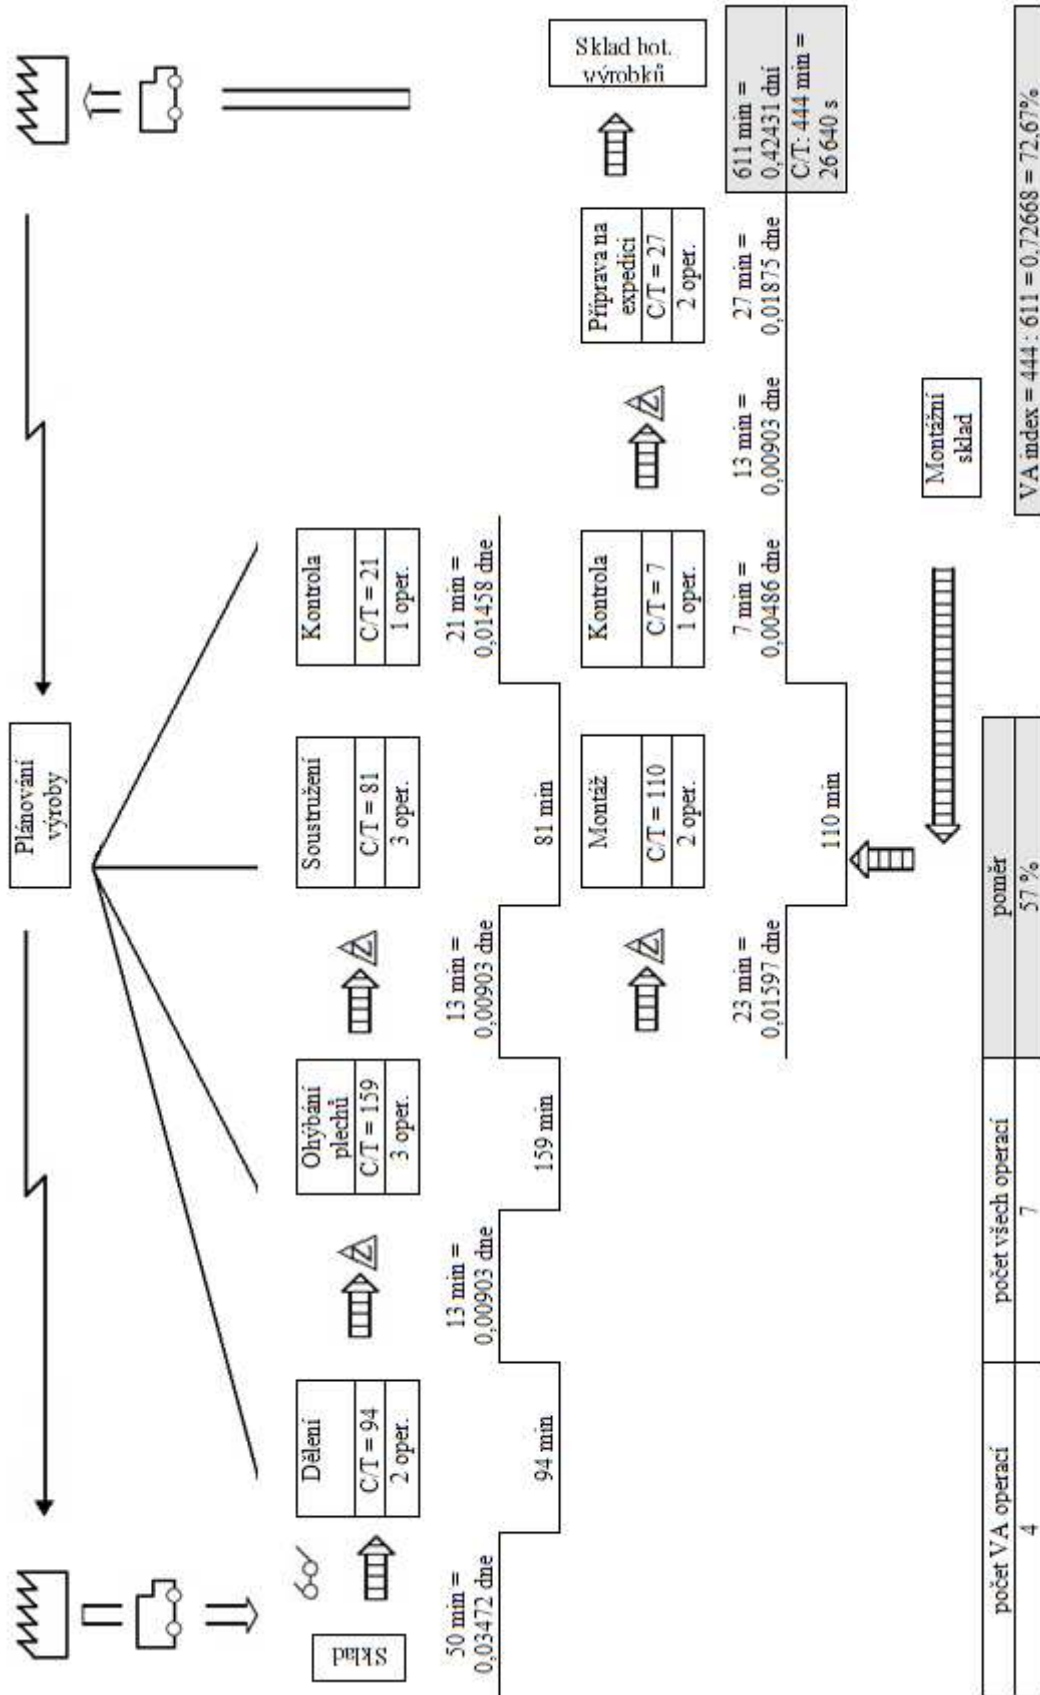 Plánování
výroby
Sklad
Dělení
C/T = 94
2 oper.
Ohýbání
plechů
C/T = 159
3 oper.
Soustružení
C/T = 81
3 oper.
Kontrola
C/T = 21
1 oper.
50 min =
0,03472 dne
94 min
13 min =
0,00903 dne
159 min
13 min =
0,00903 dne
81 min
21 min =
0,01458 dne
Montáž
C/T = 110
2 oper.
Kontrola
C/T = 7
1 oper.
Příprava na
expedici
C/T = 27
2 oper.
Sklad hot.
výrobků
23 min =
0,01597 dne
110 min
7 min =
0,00486 dne
13 min =
0,00903 dne
27 min =
0,01875 dne
611 min =
0,42431 dní
C/T: 444 min =
26 640 s
Montážní
sklad
počet VA operací
počet všech operací
poměr
4
7
57 %
VA index = 444 : 611 = 0,72668 = 72,67%